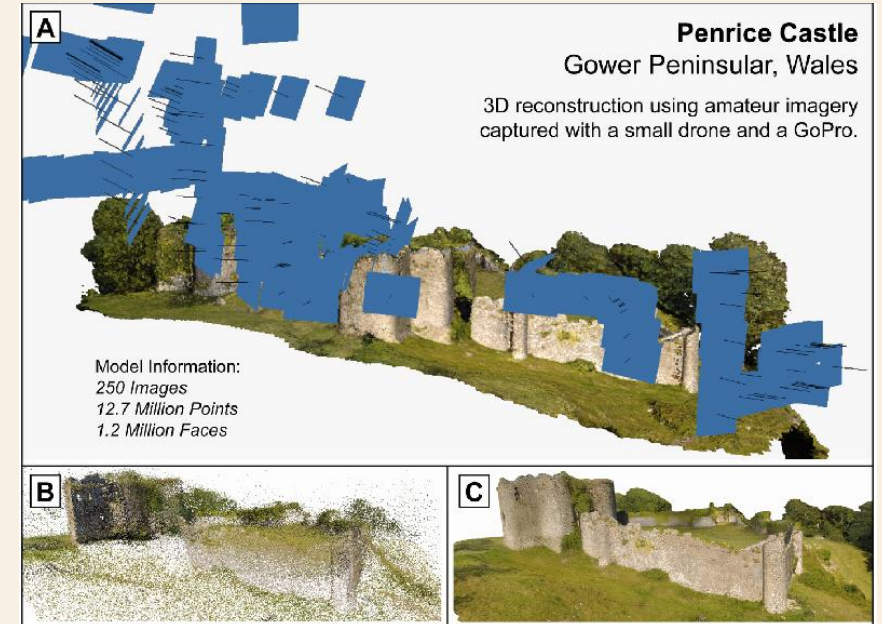 A
Penrice Castle
Gower Peninsular, Wales
3D reconstruction using amateur imagery
captured with a small drone and a GoPro.
Model Information:
250 Images
12.7 Million Points
1.2 Million Faces
B
C